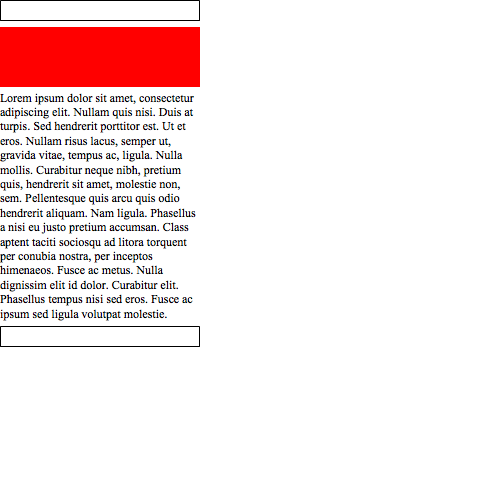 Lorem ipsum dolor sit amet, consectetur
adipiscing elit. Nullam quis nisi. Duis at
turpis. Sed hendrerit porttitor est. Ut et
eros. Nullam risus lacus, semper ut,
gravida vitae, tempus ac, ligula. Nulla
mollis. Curabitur neque nibh, pretium
quis, hendrerit sit amet, molestie non,
sem. Pellentesque quis arcu quis odio
hendrerit aliquam. Nam ligula. Phasellus
a nisi eu justo pretium accumsan. Class
aptent taciti sociosqu ad litora torquent
per conubia nostra, per inceptos
himenaeos. Fusce ac metus. Nulla
dignissim elit id dolor. Curabitur elit.
Phasellus tempus nisi sed eros. Fusce ac
ipsum sed ligula volutpat molestie.